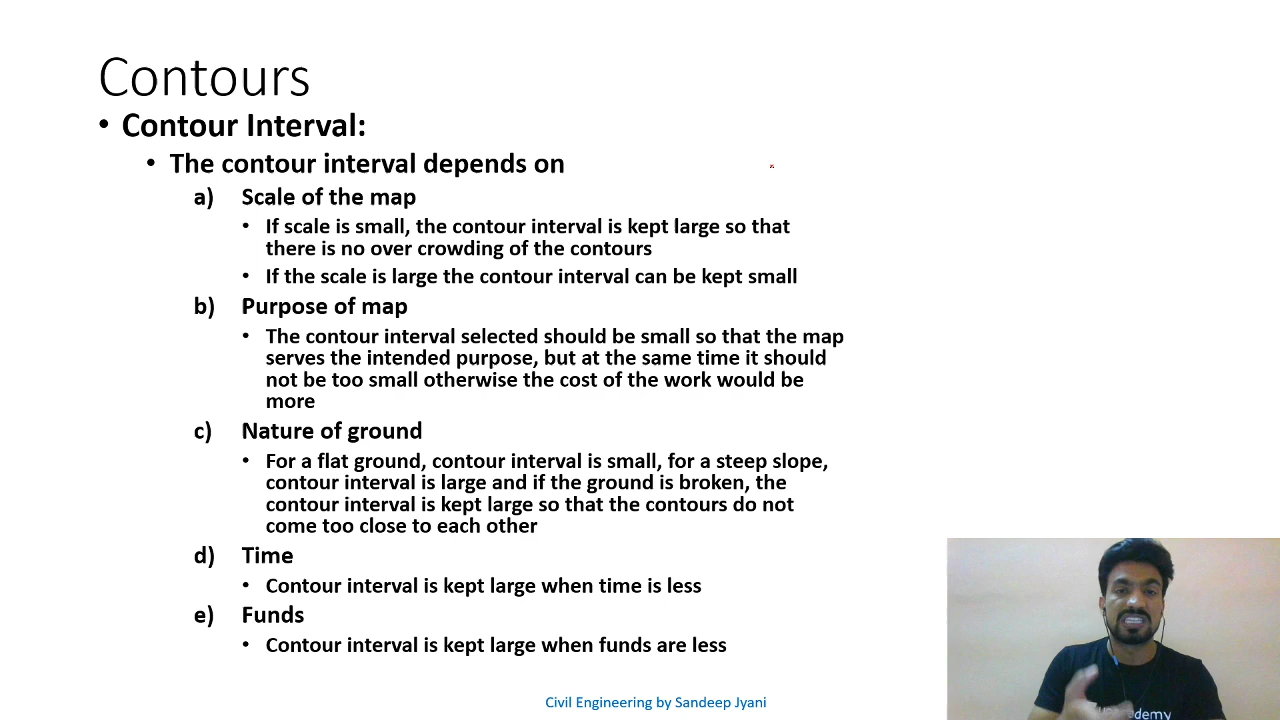 Contours
• Contour Interval:
• The contour interval depends on
a) Scale of the map
• If scale is small, the contour interval is kept large so that
there is no over crowding of the contours
• If the scale is large the contour interval can be kept small
b) Purpose of map
• The contour interval selected should be small so that the map
serves the intended purpose, but at the same time it should
not be too small otherwise the cost of the work would be
more
c) Nature of ground
• For a flat ground, contour interval is small, for a steep slope,
contour interval is large and if the ground is broken, the
contour interval is kept large so that the contours do not
come too close to each other
d) Time
• Contour interval is kept large when time is less
e) Funds
• Contour interval is kept large when funds are less
Civil Engineering by Sandeep Jyani